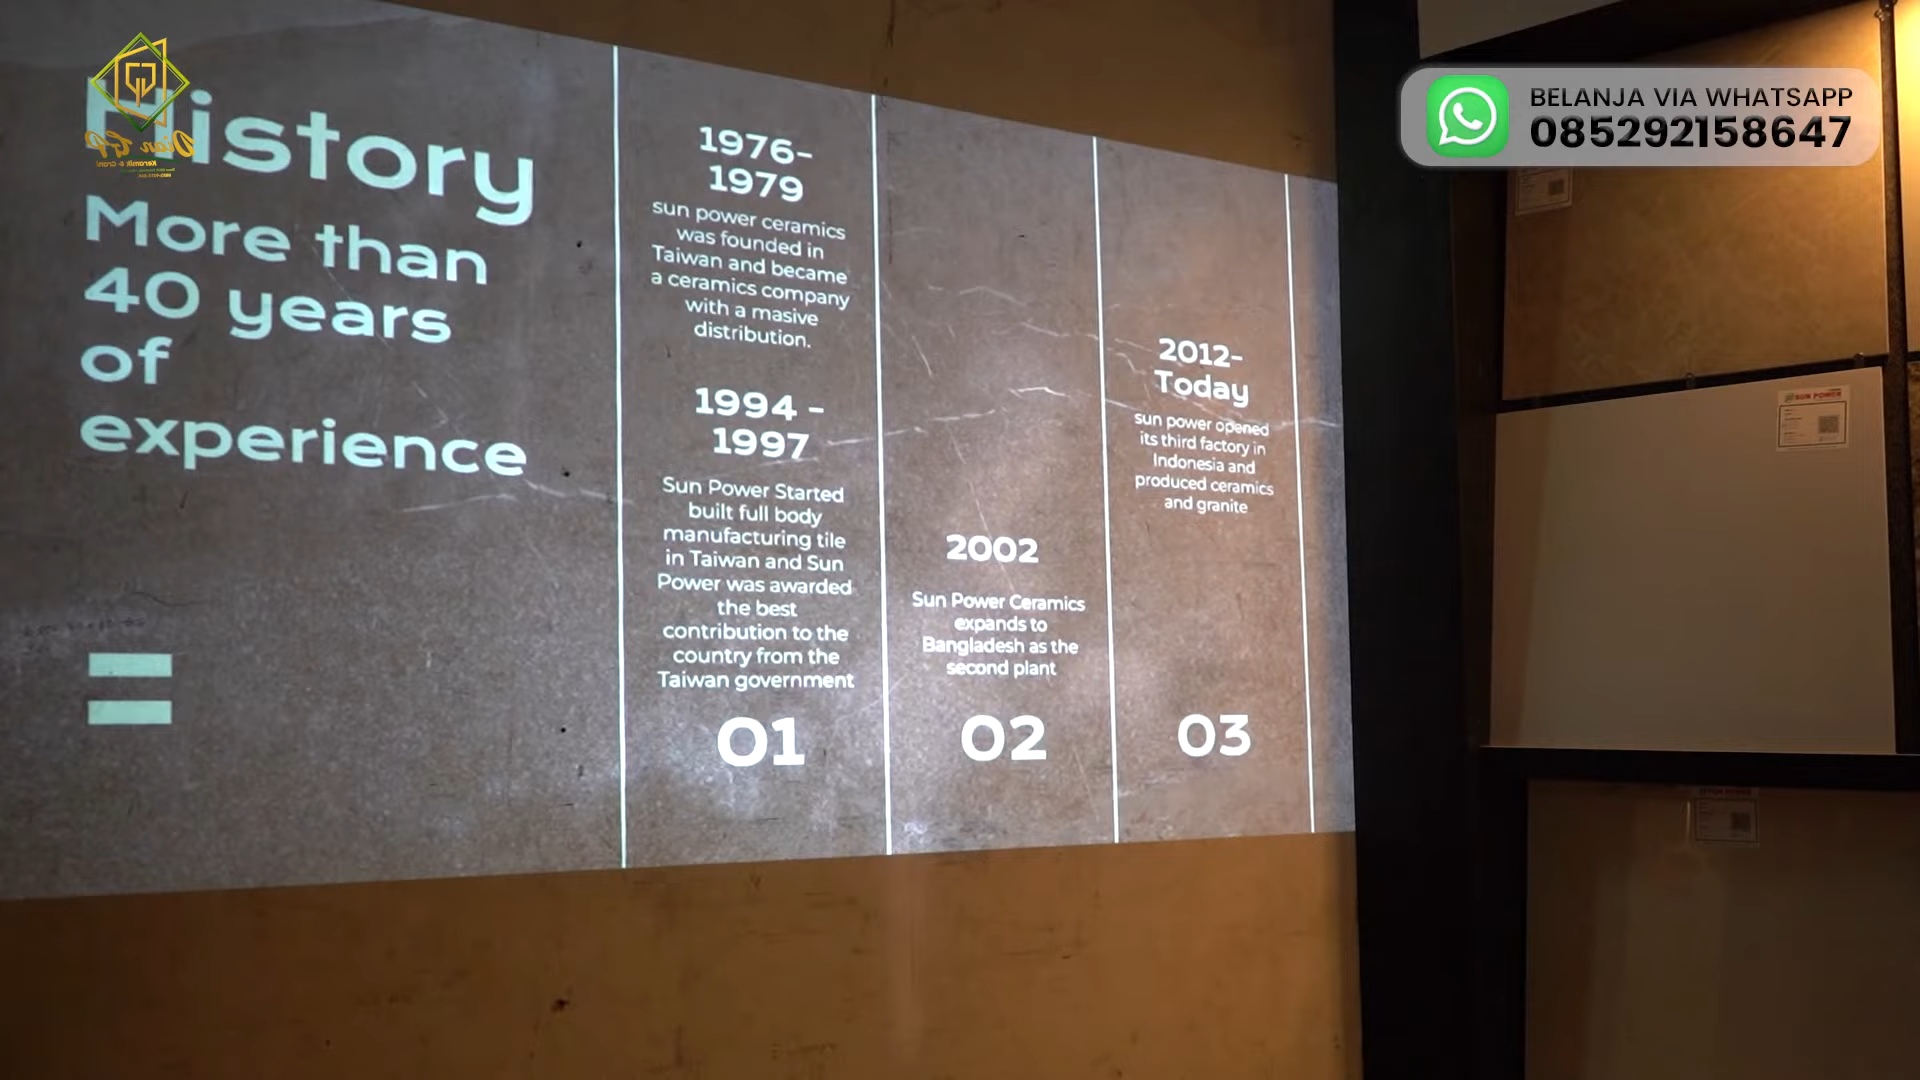 History
More than
40 years
of
experience
1976-
1979
sun power ceramics
was founded in
Taiwan and became
a ceramics company
with a masive
distribution.
1994 -
1997
Sun Power Started
built full body
manufacturing tile
in Taiwan and Sun
Power was awarded
the best
contribution to the
country from the
Taiwan government
01
2002
Sun Power Ceramics
expands to
Bangladesh as the
second plant
02
2012-
Today
sun power opened
its third factory in
Indonesia and
produced ceramics
and granite
03
BELANJA VIA WHATSAPP
085292158647
SUN POWER